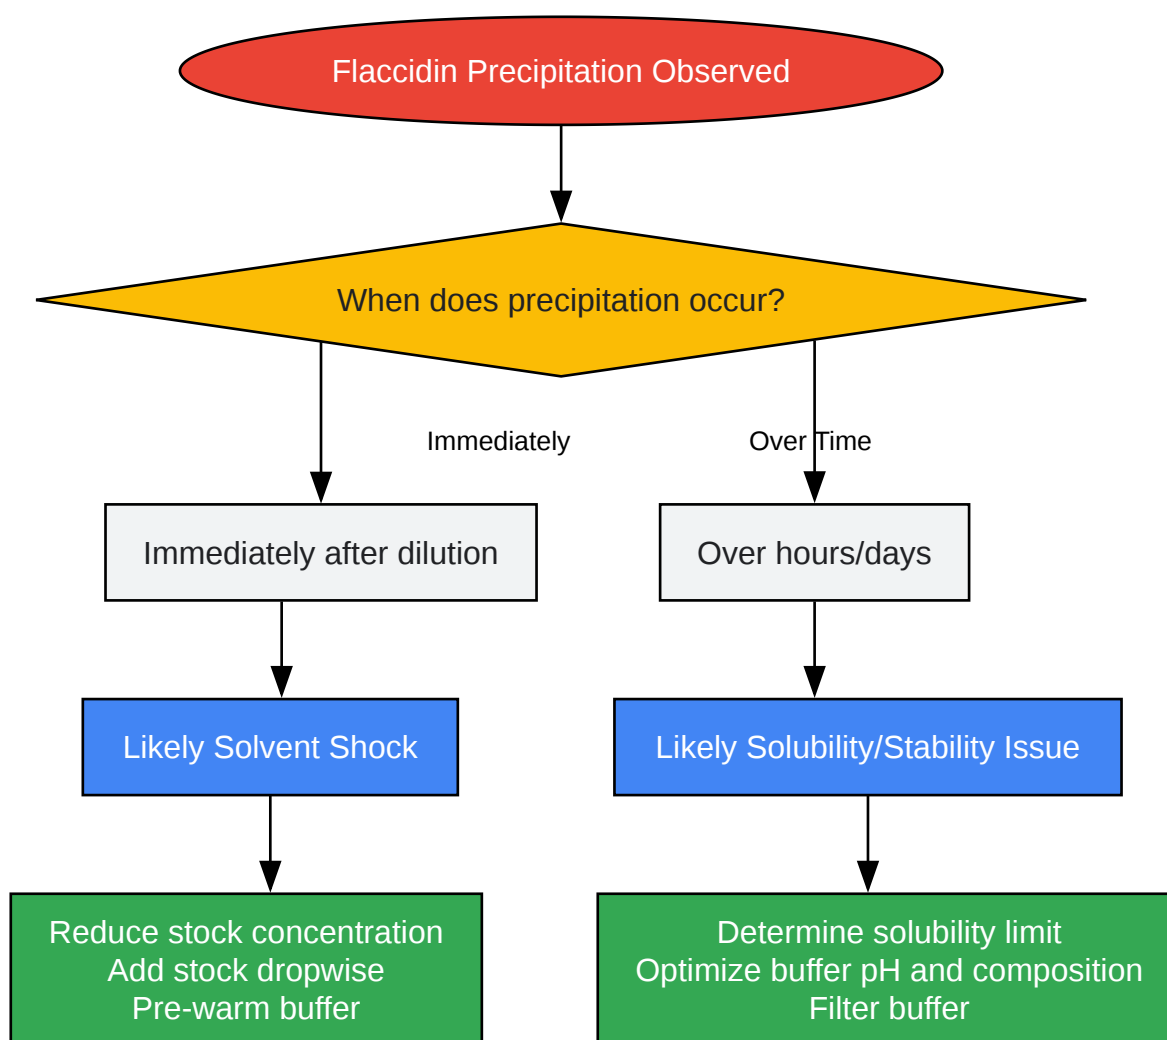 Flaccidin Precipitation Observed
When does precipitation occur?
Immediately
Over Time
Immediately after dilution
Over hours/days
Likely Solvent Shock
Likely Solubility/Stability Issue
Reduce stock concentration
Add stock dropwise
Pre-warm buffer
Determine solubility limit
Optimize buffer pH and composition
Filter buffer